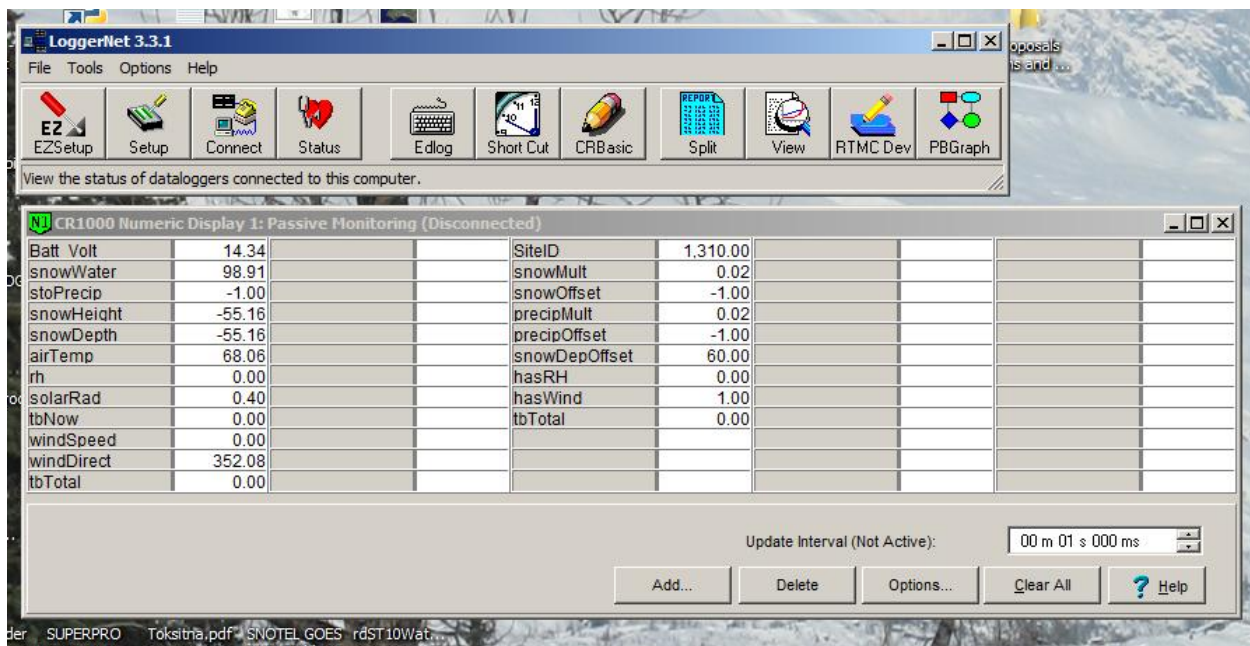 LoggerNet 3.3.1
oposals
is and ...
File Tools Options Help
EZ REPORT
EZSetup Setup Connect Status Edlog Short Cut CRBasic Split View RTMC Dev PBGraph
View the status of dataloggers connected to this computer.
CR1000 Numeric Display 1: Passive Monitoring (Disconnected)
Batt Volt 14.34 SiteID 1,310.00
snowWater 98.91 snowMult 0.02
stoPrecip -1.00 snowOffset -1.00
snowHeight -55.16 precipMult 0.02
snowDepth -55.16 precipOffset -1.00
airTemp 68.06 snowDepOffset 60.00
rh 0.00 hasRH 0.00
solarRad 0.40 hasWind 1.00
tbNow 0.00 tbTotal 0.00
windSpeed 0.00
windDirect 352.08
tbTotal 0.00
Update Interval (Not Active): 00 m 01 s 000 ms
Add... Delete Options... Clear All ? Help
der SUPERPRO Toksitna.pdf SNOTEL GOES rdST10Wat...